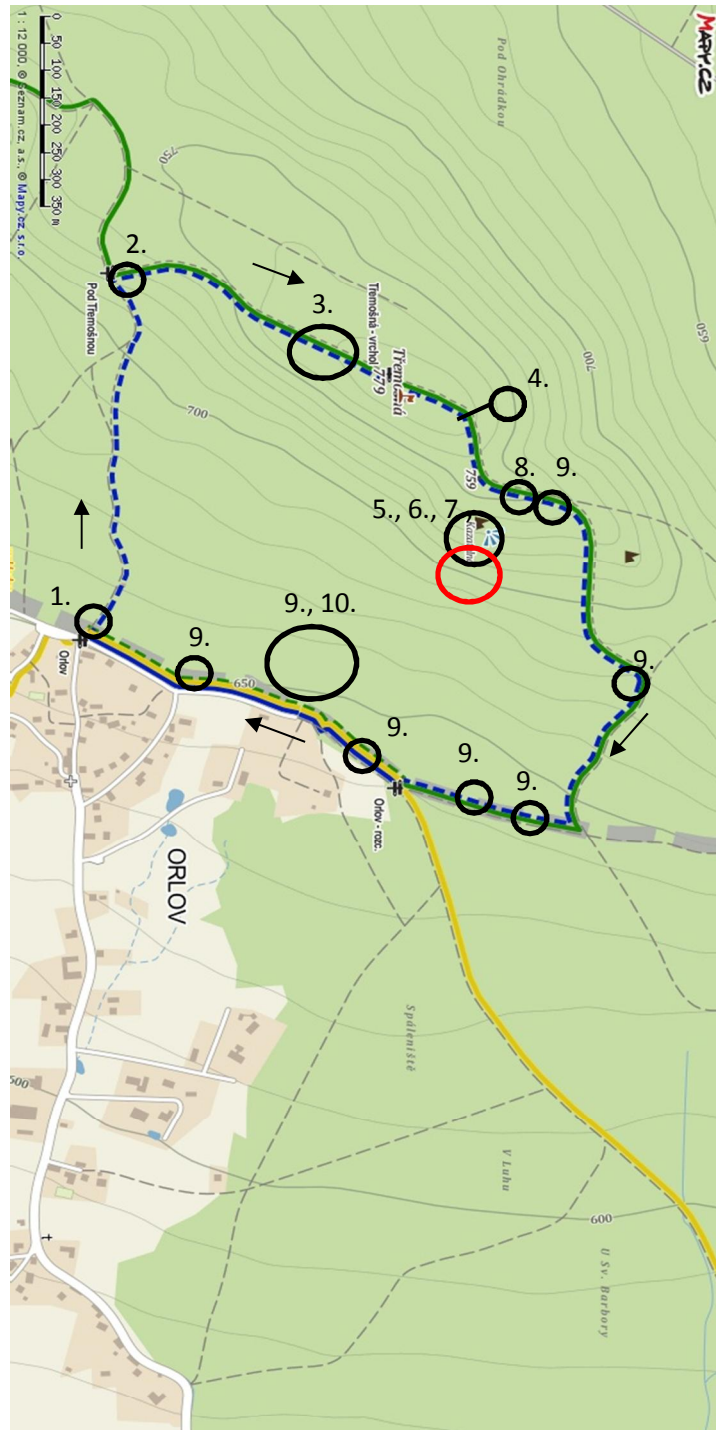 MAPY.CZ
0 50 100 150 200 250 300 350 m
1 : 12 000, © Seznam.cz, a.s., © Mapy.cz, s.r.o.
Pod Ohrádkou
650
700
750
2.
Pod Třemošnou
3.
Třemošná - vrchol
779
Třemošná
4.
700
759
8.
9.
5., 6., 7.,
Kazatelna
1.
Orlov
9.
650
9., 10.
9.
9.
9.
9.
Orlov - rozc.
ORLOV
Spáleniště
V Luhu
600
U Sv. Barbory
600